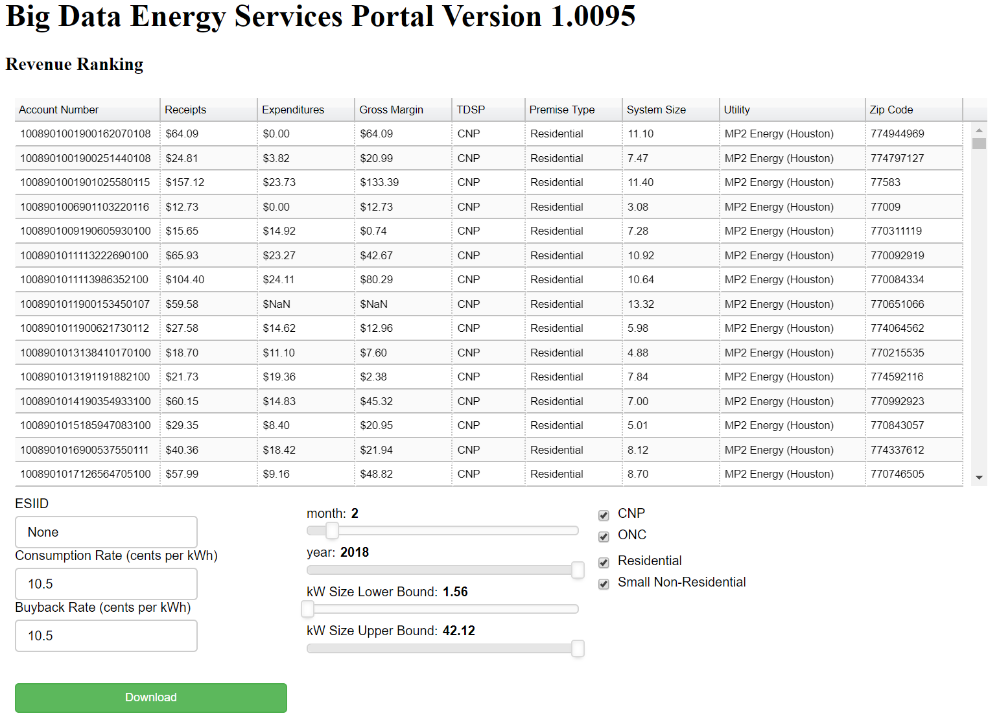 Big Data Energy Services Portal Version 1.0095
Revenue Ranking
Account Number Receipts Expenditures Gross Margin TDSP Premise Type System Size Utility Zip Code
1008901001900162070108 $64.09 $0.00 $64.09 CNP Residential 11.10 MP2 Energy (Houston) 774944969
1008901001900251440108 $24.81 $3.82 $20.99 CNP Residential 7.47 MP2 Energy (Houston) 774797127
1008901001901025580115 $157.12 $23.73 $133.39 CNP Residential 11.40 MP2 Energy (Houston) 77583
1008901006901103220116 $12.73 $0.00 $12.73 CNP Residential 3.08 MP2 Energy (Houston) 77009
1008901009190605930100 $15.65 $14.92 $0.74 CNP Residential 7.28 MP2 Energy (Houston) 770311119
1008901011113222690100 $65.93 $23.27 $42.67 CNP Residential 10.92 MP2 Energy (Houston) 770092919
1008901011113986352100 $104.40 $24.11 $80.29 CNP Residential 10.64 MP2 Energy (Houston) 770084334
1008901011900153450107 $59.58 $NaN $NaN CNP Residential 13.32 MP2 Energy (Houston) 770651066
1008901011900621730112 $27.58 $14.62 $12.96 CNP Residential 5.98 MP2 Energy (Houston) 774064562
1008901013138410170100 $18.70 $11.10 $7.60 CNP Residential 4.88 MP2 Energy (Houston) 770215535
1008901013191191882100 $21.73 $19.36 $2.38 CNP Residential 7.84 MP2 Energy (Houston) 774592116
1008901014190354933100 $60.15 $14.83 $45.32 CNP Residential 7.00 MP2 Energy (Houston) 770992923
1008901015185947083100 $29.35 $8.40 $20.95 CNP Residential 5.01 MP2 Energy (Houston) 770843057
1008901016900537550111 $40.36 $18.42 $21.94 CNP Residential 8.12 MP2 Energy (Houston) 774337612
1008901017126564705100 $57.99 $9.16 $48.82 CNP Residential 8.70 MP2 Energy (Houston) 770746505
ESIID
None
Consumption Rate (cents per kWh)
10.5
Buyback Rate (cents per kWh)
10.5
month: 2
year: 2018
kW Size Lower Bound: 1.56
kW Size Upper Bound: 42.12
CNP
ONC
Residential
Small Non-Residential
Download